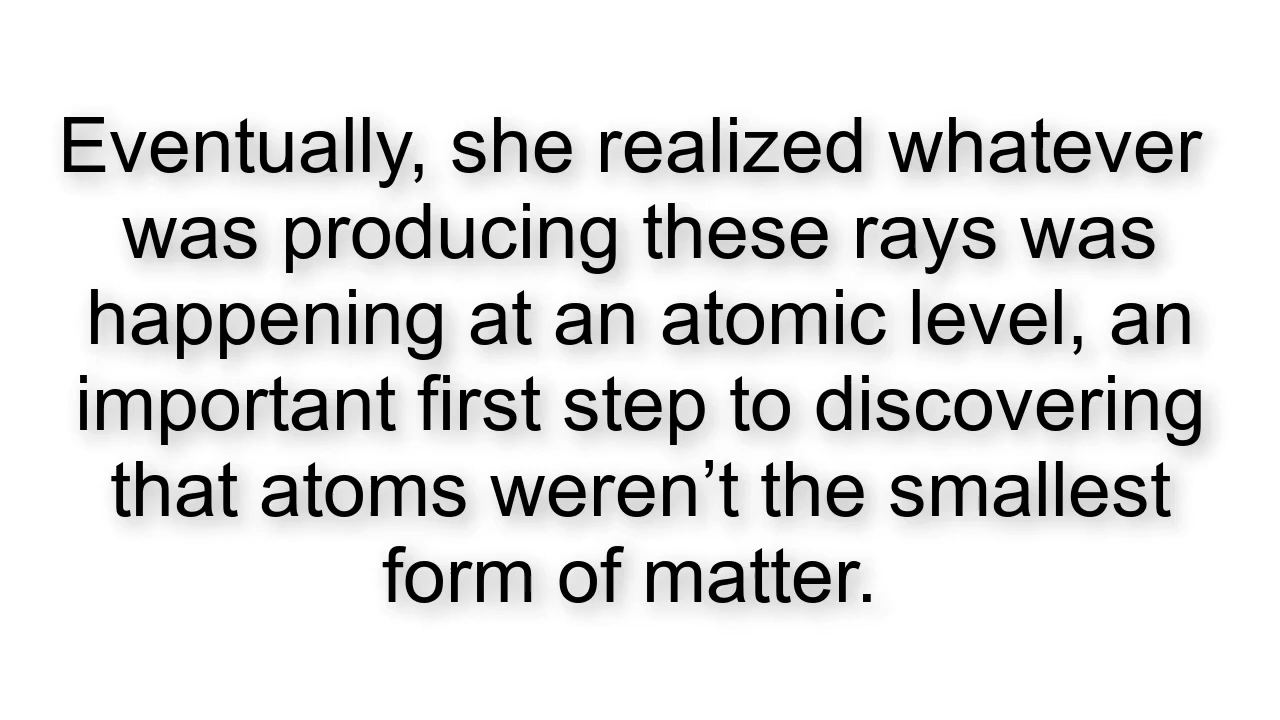 Eventually, she realized whatever
was producing these rays was
happening at an atomic level, an
important first step to discovering
that atoms weren’t the smallest
form of matter.